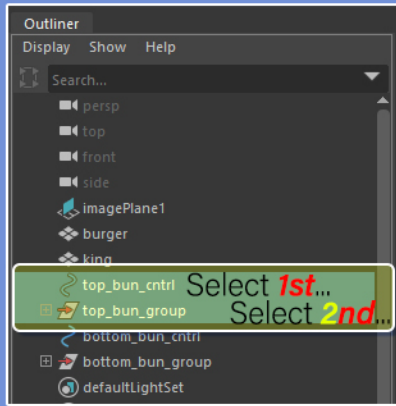 Outliner
Display Show Help
Search...
persp
top
front
side
imagePlane1
burger
king
top_bun_cntrl Select 1st...
top_bun_group Select 2nd...
bottom_bun_cntrl
bottom_bun_group
defaultLightSet